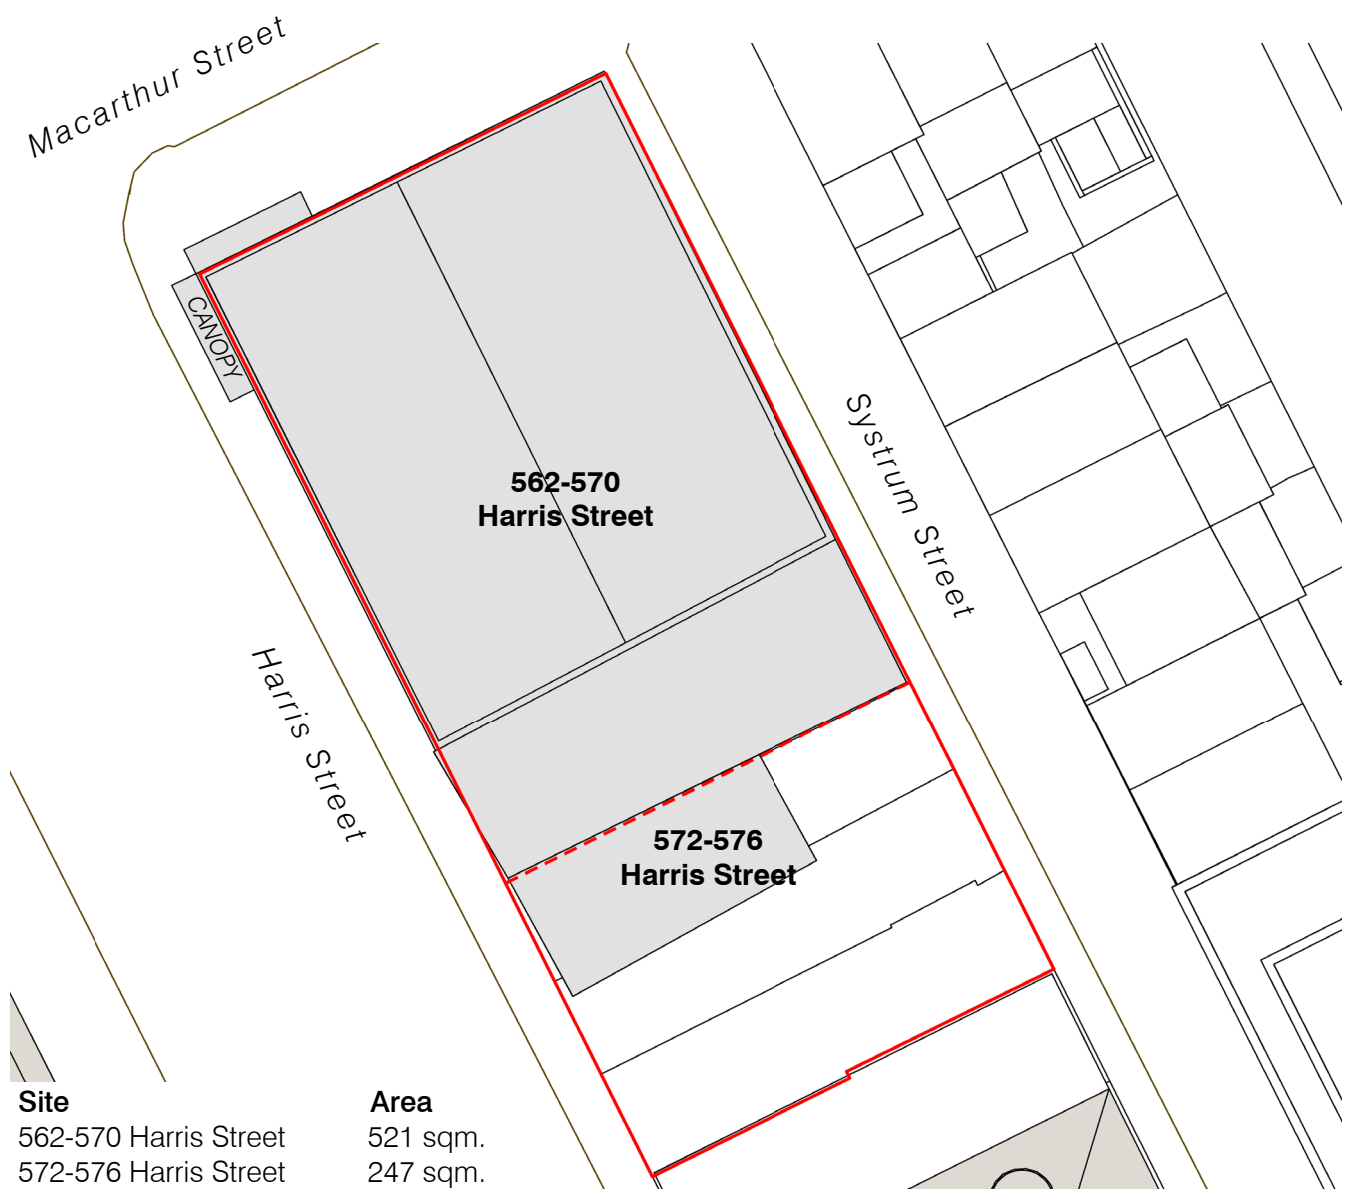 Macarthur Street
CANOPY
562-570
Harris Street
Systrum Street
Harris Street
572-576
Harris Street
Site Area
562-570 Harris Street 521 sqm.
572-576 Harris Street 247 sqm.